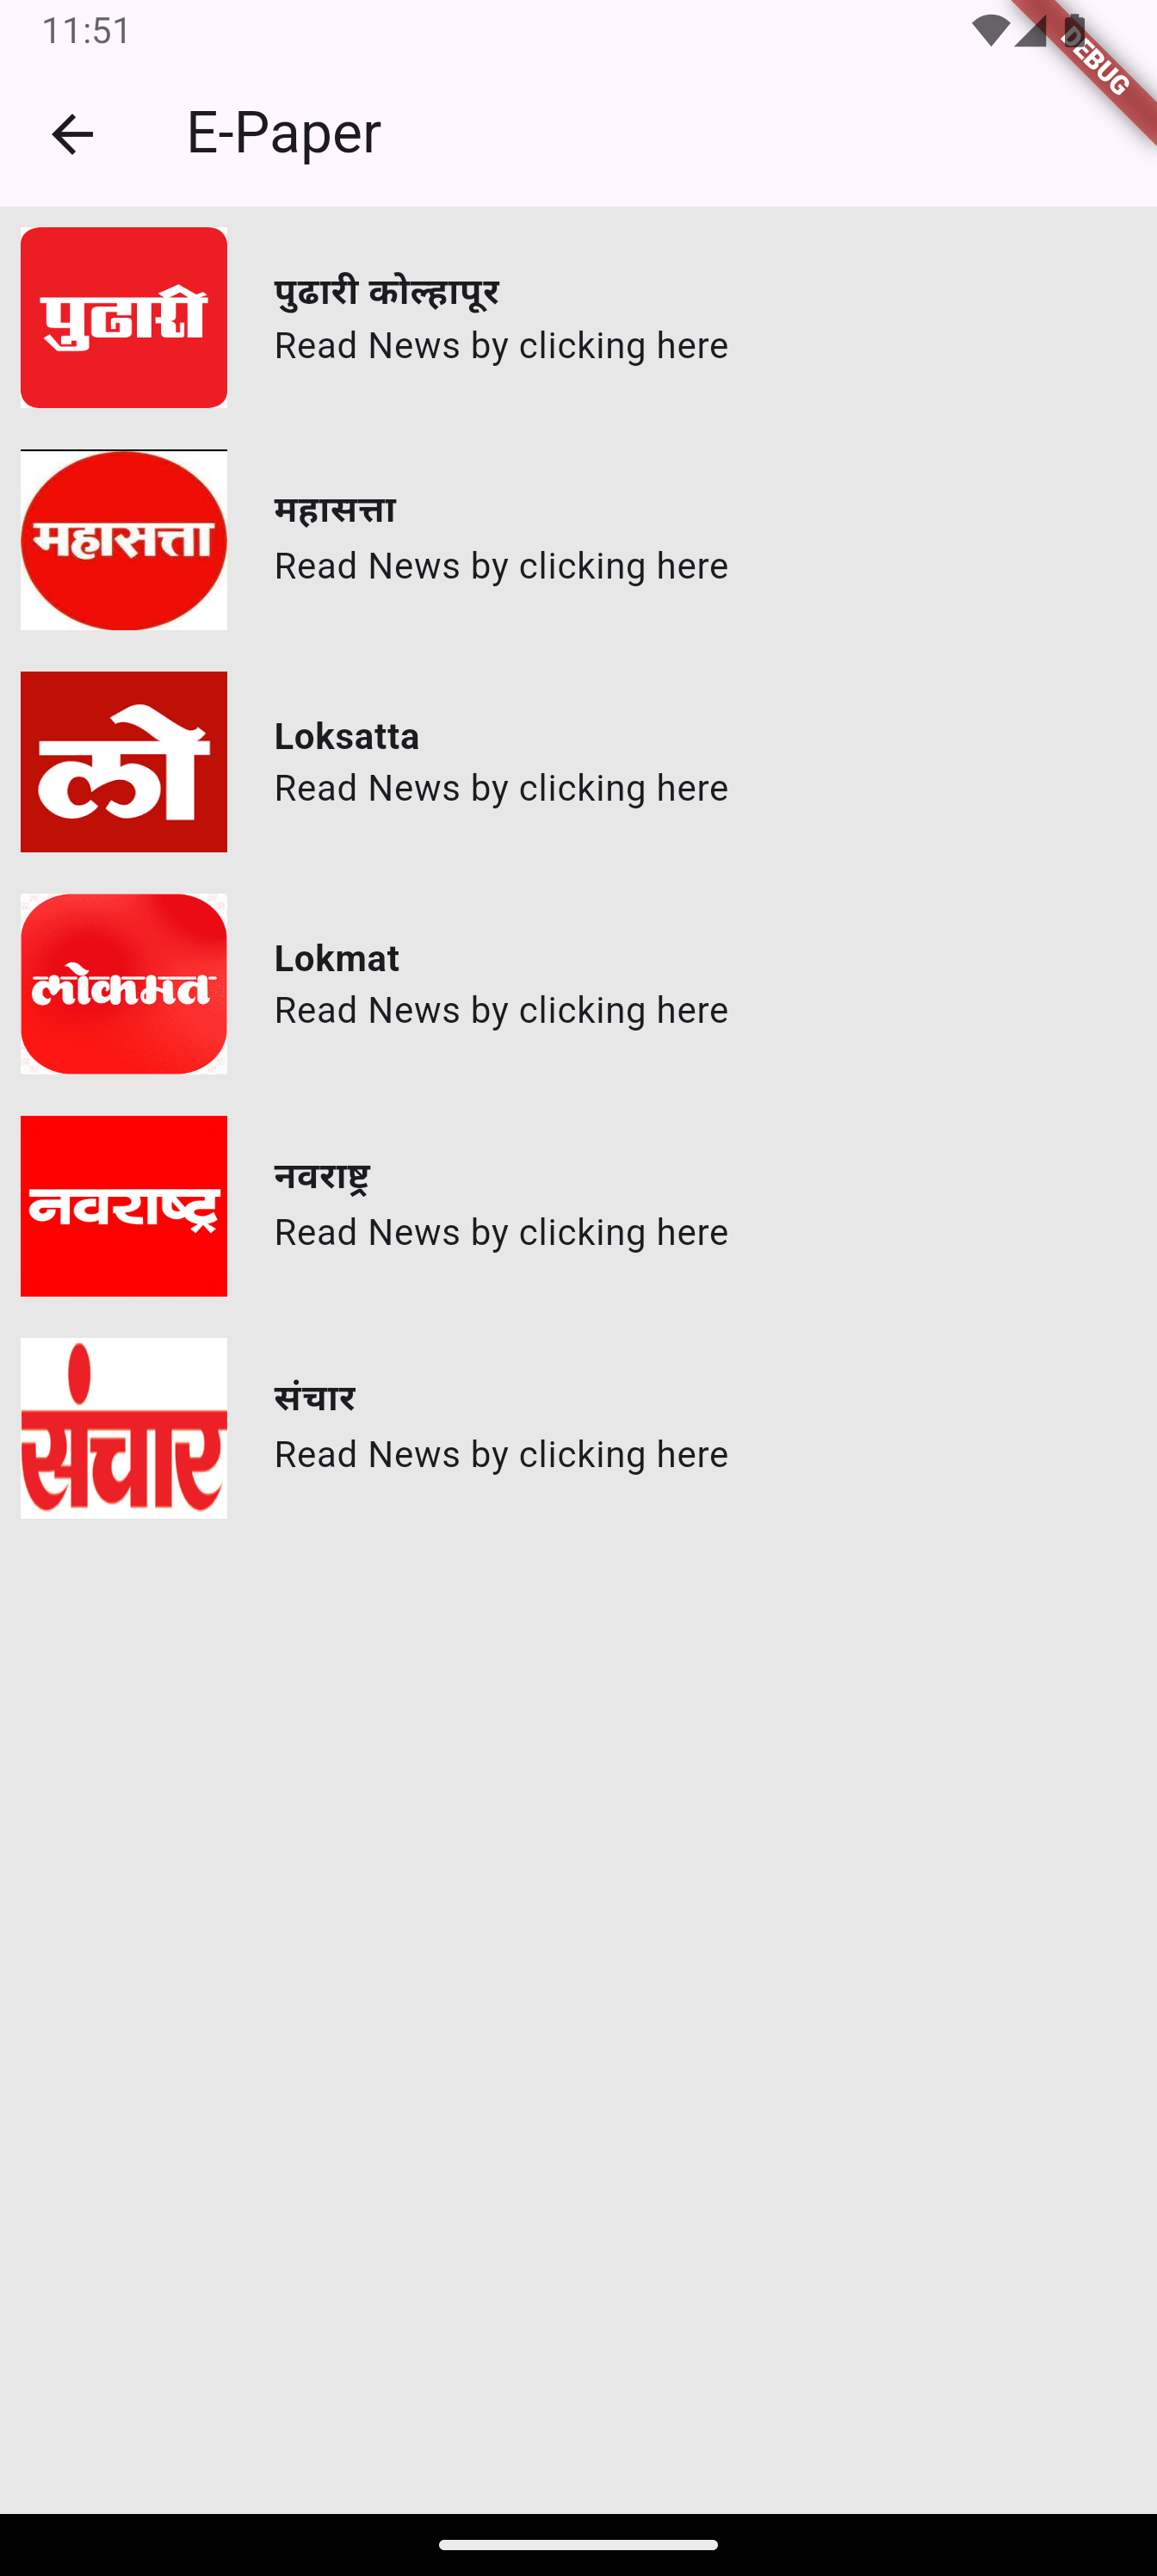 11:51
DEBUG
E-Paper
पुढारी
पुढारी कोल्हापूर
Read News by clicking here
महासत्ता
महासत्ता
Read News by clicking here
लो
Loksatta
Read News by clicking here
लोकमत
Lokmat
Read News by clicking here
नवराष्ट्र
नवराष्ट्र
Read News by clicking here
संचार
संचार
Read News by clicking here